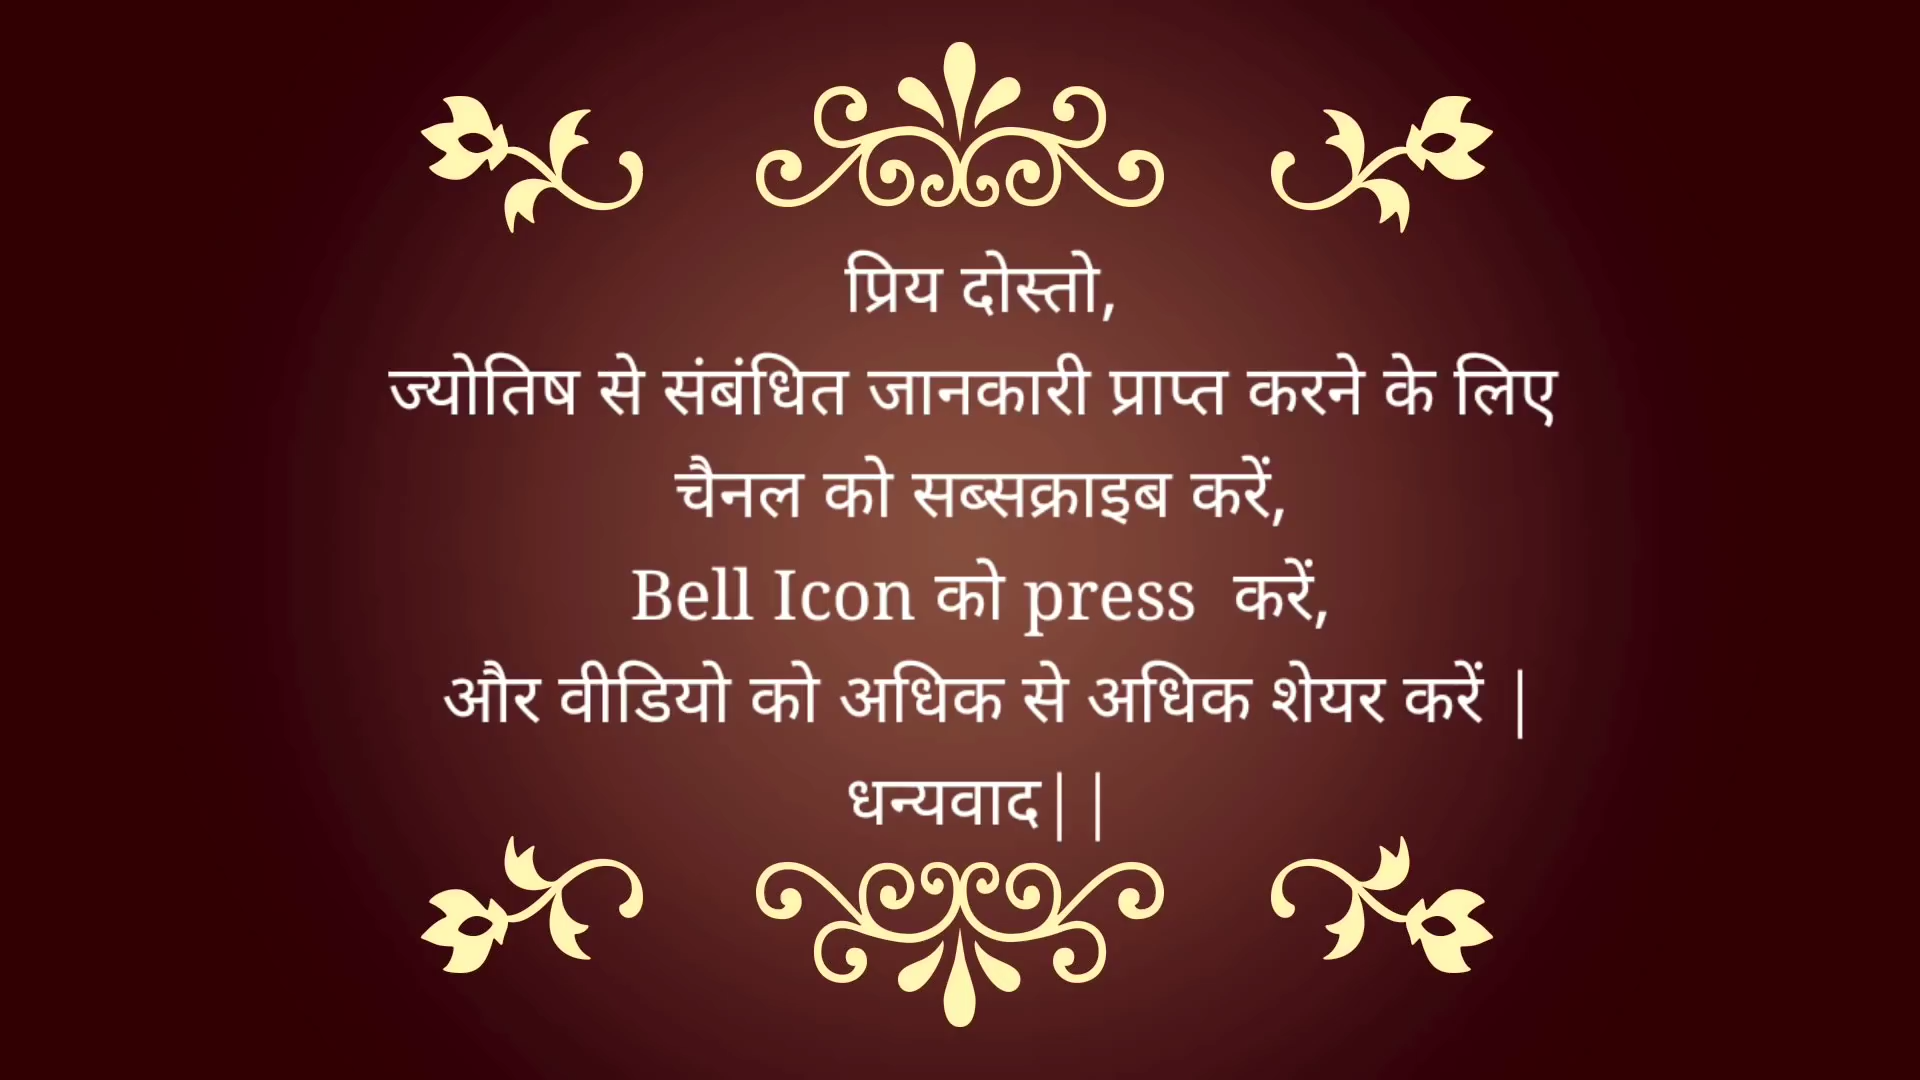 प्रिय दोस्तो,
ज्योतिष से संबंधित जानकारी प्राप्त करने के लिए
चैनल को सब्सक्राइब करें,
Bell Icon को press  करें,
और वीडियो को अधिक से अधिक शेयर करें |
धन्यवाद||